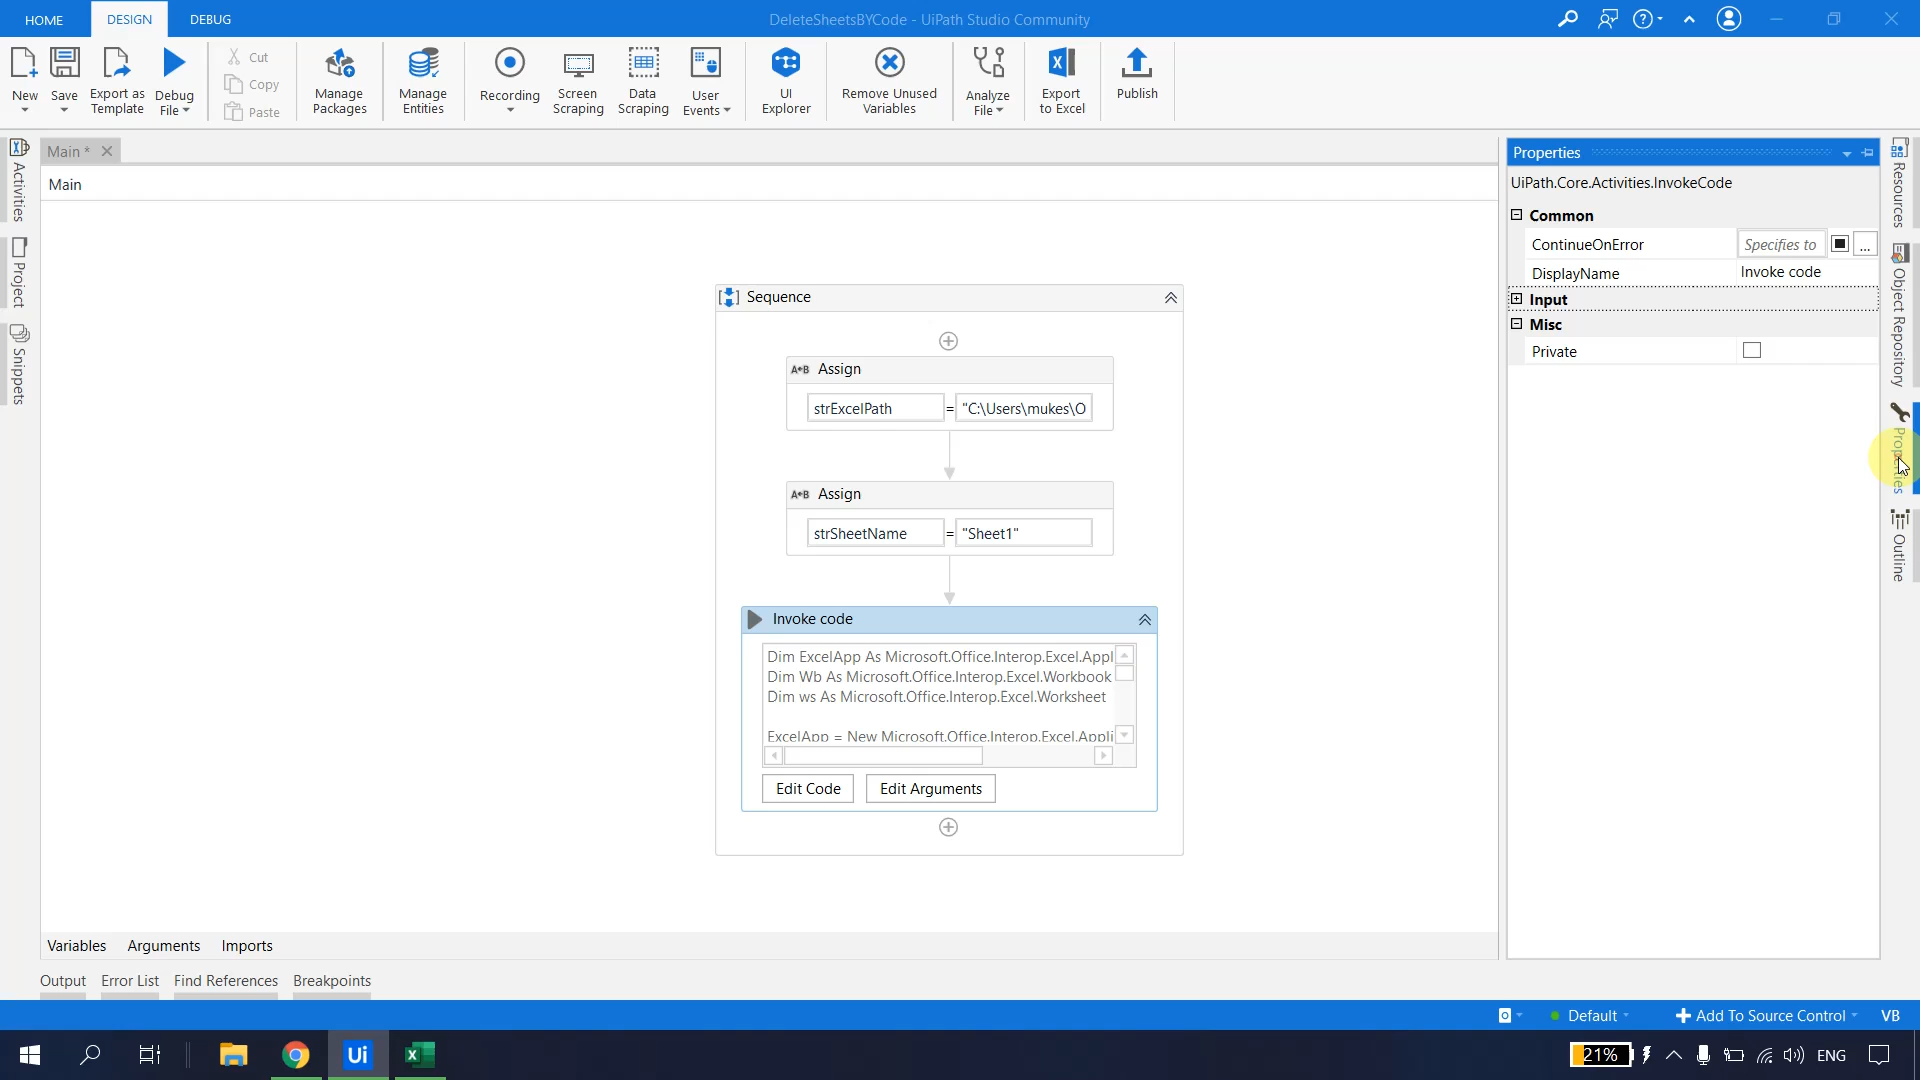 HOME
DESIGN
DEBUG
DeleteSheetsBYCode - UiPath Studio Community
New
Save
Export as
Template
Debug
File
Cut
Copy
Paste
Manage
Packages
Manage
Entities
Recording
Screen
Scraping
Data
Scraping
User
Events
UI
Explorer
Remove Unused
Variables
Analyze
File
Export
to Excel
Publish
Activities
Project
Snippets
Main *
Main
Sequence
A+B Assign
strExcelPath = "C:\Users\mukes\O
A+B Assign
strSheetName = "Sheet1"
Invoke code
Dim ExcelApp As Microsoft.Office.Interop.Excel.Appl
Dim Wb As Microsoft.Office.Interop.Excel.Workbook
Dim ws As Microsoft.Office.Interop.Excel.Worksheet
ExcelApp = New Microsoft.Office.Interop.Excel.Appli
Edit Code
Edit Arguments
Properties
UiPath.Core.Activities.InvokeCode
Common
ContinueOnError Specifies to ...
DisplayName Invoke code
Input
Misc
Private
Resources
Object Repository
Properties
Outline
Variables Arguments Imports
Output Error List Find References Breakpoints
Default
Add To Source Control
VB
Ui
21%
ENG